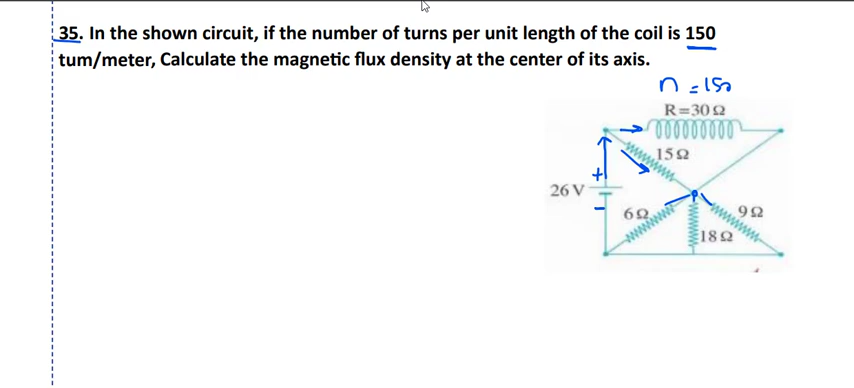 35. In the shown circuit, if the number of turns per unit length of the coil is 150
tum/meter, Calculate the magnetic flux density at the center of its axis.
n = 150
R=30Ω
15Ω
+
26 V
-
6Ω
9Ω
18Ω